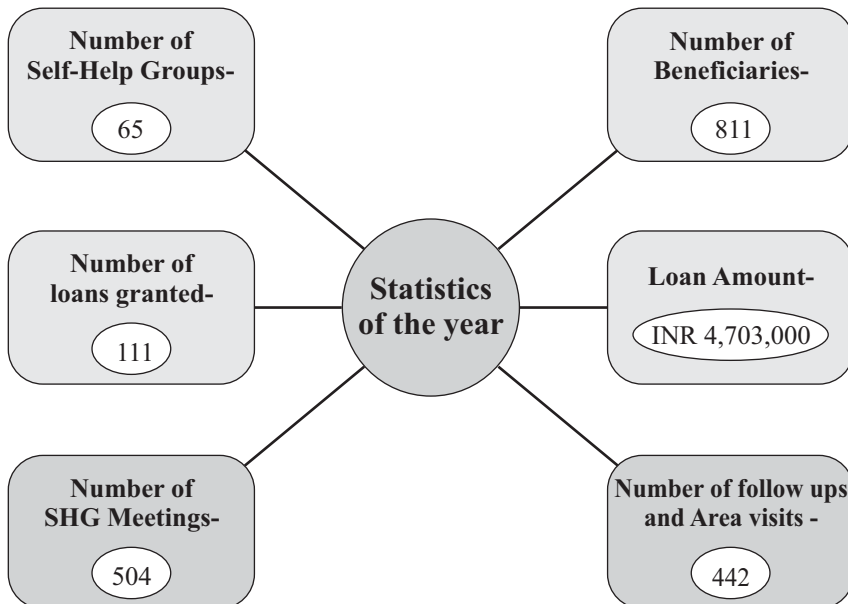 Number of
Self-Help Groups-
65
Number of
Beneficiaries-
811
Number of
loans granted-
111
Statistics
of the year
Loan Amount-
INR 4,703,000
Number of
SHG Meetings-
504
Number of follow ups
and Area visits -
442